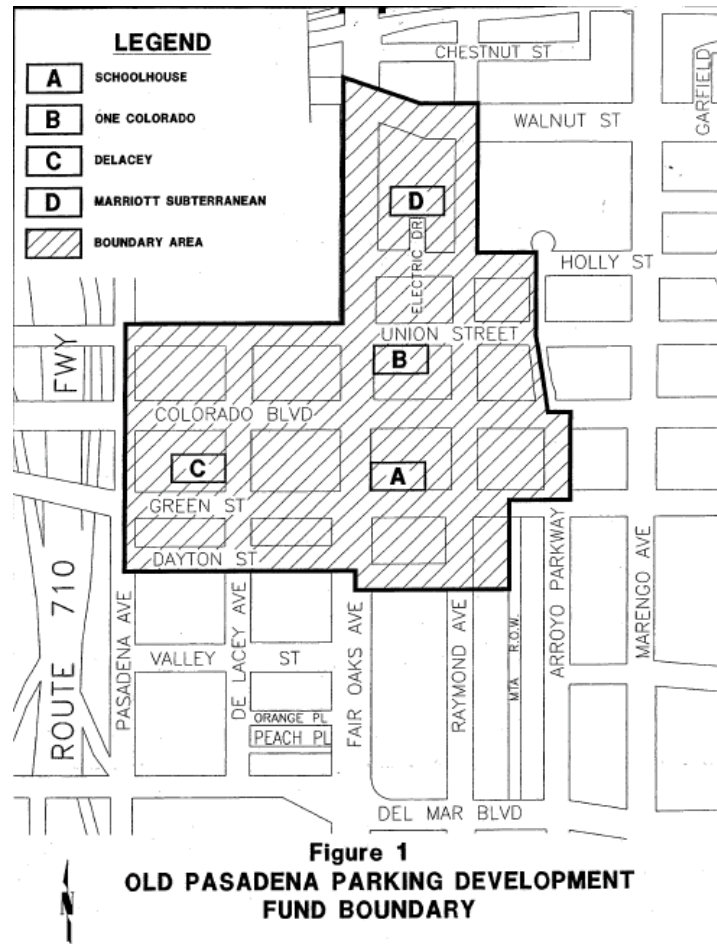 LEGEND
A SCHOOLHOUSE
B ONE COLORADO
C DELACEY
D MARRIOTT SUBTERRANEAN
BOUNDARY AREA
CHESTNUT ST
GARFIELD
WALNUT ST
D
ELECTRIC DR
HOLLY ST
UNION STREET
FWY
B
COLORADO BLVD
C
A
GREEN ST
DAYTON ST
ROUTE 710
PASADENA AVE
DE LACEY AVE
FAIR OAKS AVE
RAYMOND AVE
MTA R.O.W.
ARROYO PARKWAY
MARENGO AVE
VALLEY ST
ORANGE PL
PEACH PL
DEL MAR BLVD
Figure 1
OLD PASADENA PARKING DEVELOPMENT
FUND BOUNDARY
N